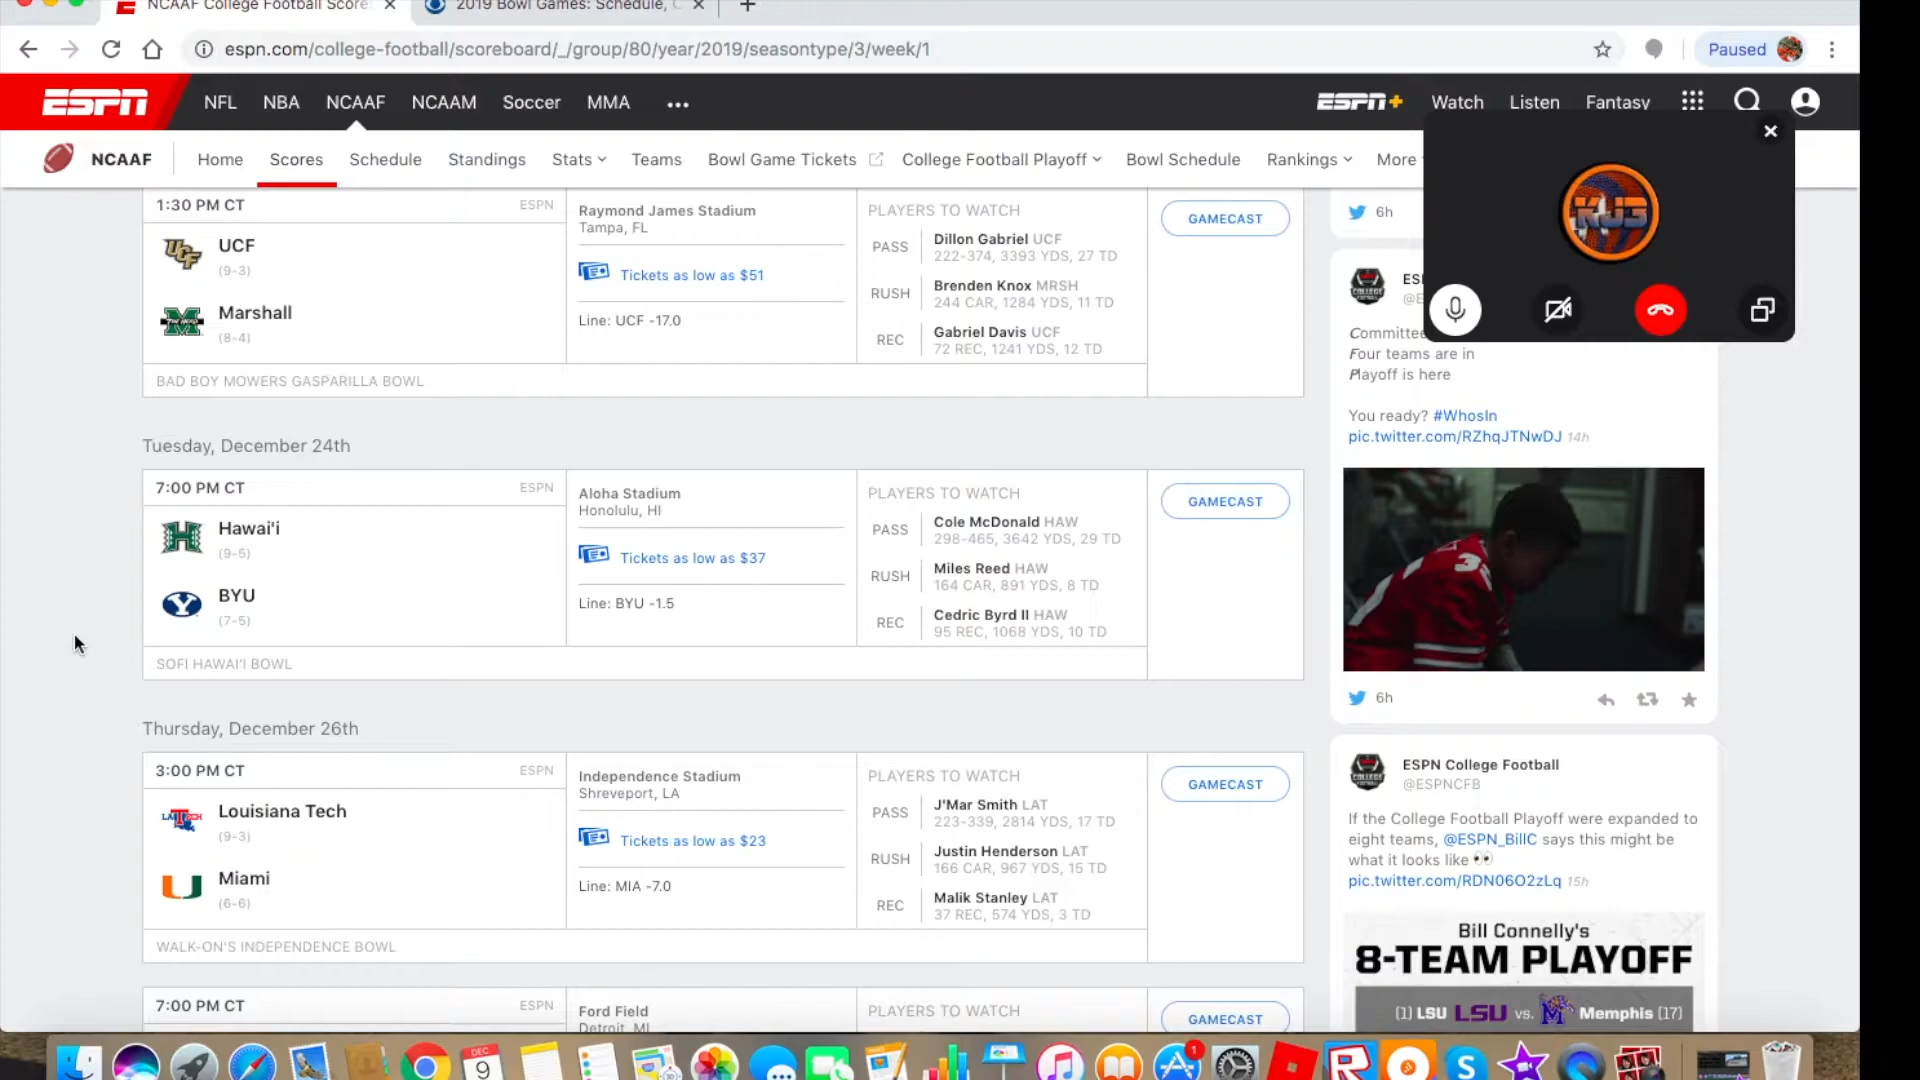 NCAAF College Football Score
2019 Bowl Games: Schedule,
espn.com/college-football/scoreboard/_/group/80/year/2019/seasontype/3/week/1
Paused
ESPN
NFL
NBA
NCAAF
NCAAM
Soccer
MMA
ESPN+
Watch
Listen
Fantasy
NCAAF
Home
Scores
Schedule
Standings
Stats
Teams
Bowl Game Tickets
College Football Playoff
Bowl Schedule
Rankings
More
1:30 PM CT
ESPN
UCF
(9-3)
Marshall
(8-4)
BAD BOY MOWERS GASPARILLA BOWL
Raymond James Stadium
Tampa, FL
Tickets as low as $51
Line: UCF -17.0
PLAYERS TO WATCH
PASS
Dillon Gabriel UCF
222-374, 3393 YDS, 27 TD
RUSH
Brenden Knox MRSH
244 CAR, 1284 YDS, 11 TD
REC
Gabriel Davis UCF
72 REC, 1241 YDS, 12 TD
GAMECAST
Tuesday, December 24th
7:00 PM CT
ESPN
Hawai'i
(9-5)
BYU
(7-5)
SOFI HAWAI'I BOWL
Aloha Stadium
Honolulu, HI
Tickets as low as $37
Line: BYU -1.5
PLAYERS TO WATCH
PASS
Cole McDonald HAW
298-465, 3642 YDS, 29 TD
RUSH
Miles Reed HAW
164 CAR, 891 YDS, 8 TD
REC
Cedric Byrd II HAW
95 REC, 1068 YDS, 10 TD
GAMECAST
Thursday, December 26th
3:00 PM CT
ESPN
Louisiana Tech
(9-3)
Miami
(6-6)
WALK-ON'S INDEPENDENCE BOWL
Independence Stadium
Shreveport, LA
Tickets as low as $23
Line: MIA -7.0
PLAYERS TO WATCH
PASS
J'Mar Smith LAT
223-339, 2814 YDS, 17 TD
RUSH
Justin Henderson LAT
166 CAR, 967 YDS, 15 TD
REC
Malik Stanley LAT
37 REC, 574 YDS, 3 TD
GAMECAST
7:00 PM CT
ESPN
Ford Field
Detroit, MI
PLAYERS TO WATCH
GAMECAST
6h
KJ3
Committee
Four teams are in
Playoff is here
You ready? #WhosIn
pic.twitter.com/RZhqJTNwDJ 14h
6h
ESPN College Football
@ESPNCFB
If the College Football Playoff were expanded to
eight teams, @ESPN_BillC says this might be
what it looks like
pic.twitter.com/RDN06O2zLq 15h
Bill Connelly's
8-TEAM PLAYOFF
(1) LSU LSU vs. Memphis (17)
DEC
9
1